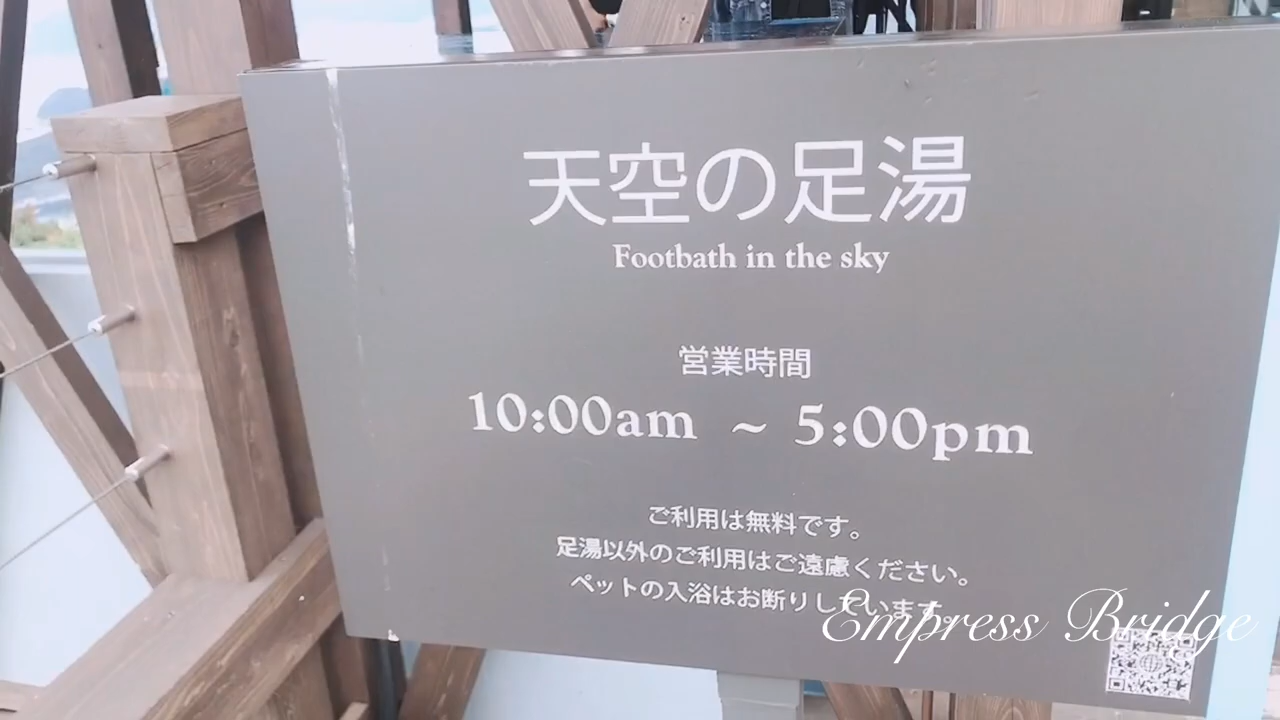 天空の足湯
Footbath in the sky
営業時間
10:00am ~ 5:00pm
ご利用は無料です。
足湯以外のご利用はご遠慮ください。
ペットの入浴はお断りしています。
Empress Bridge